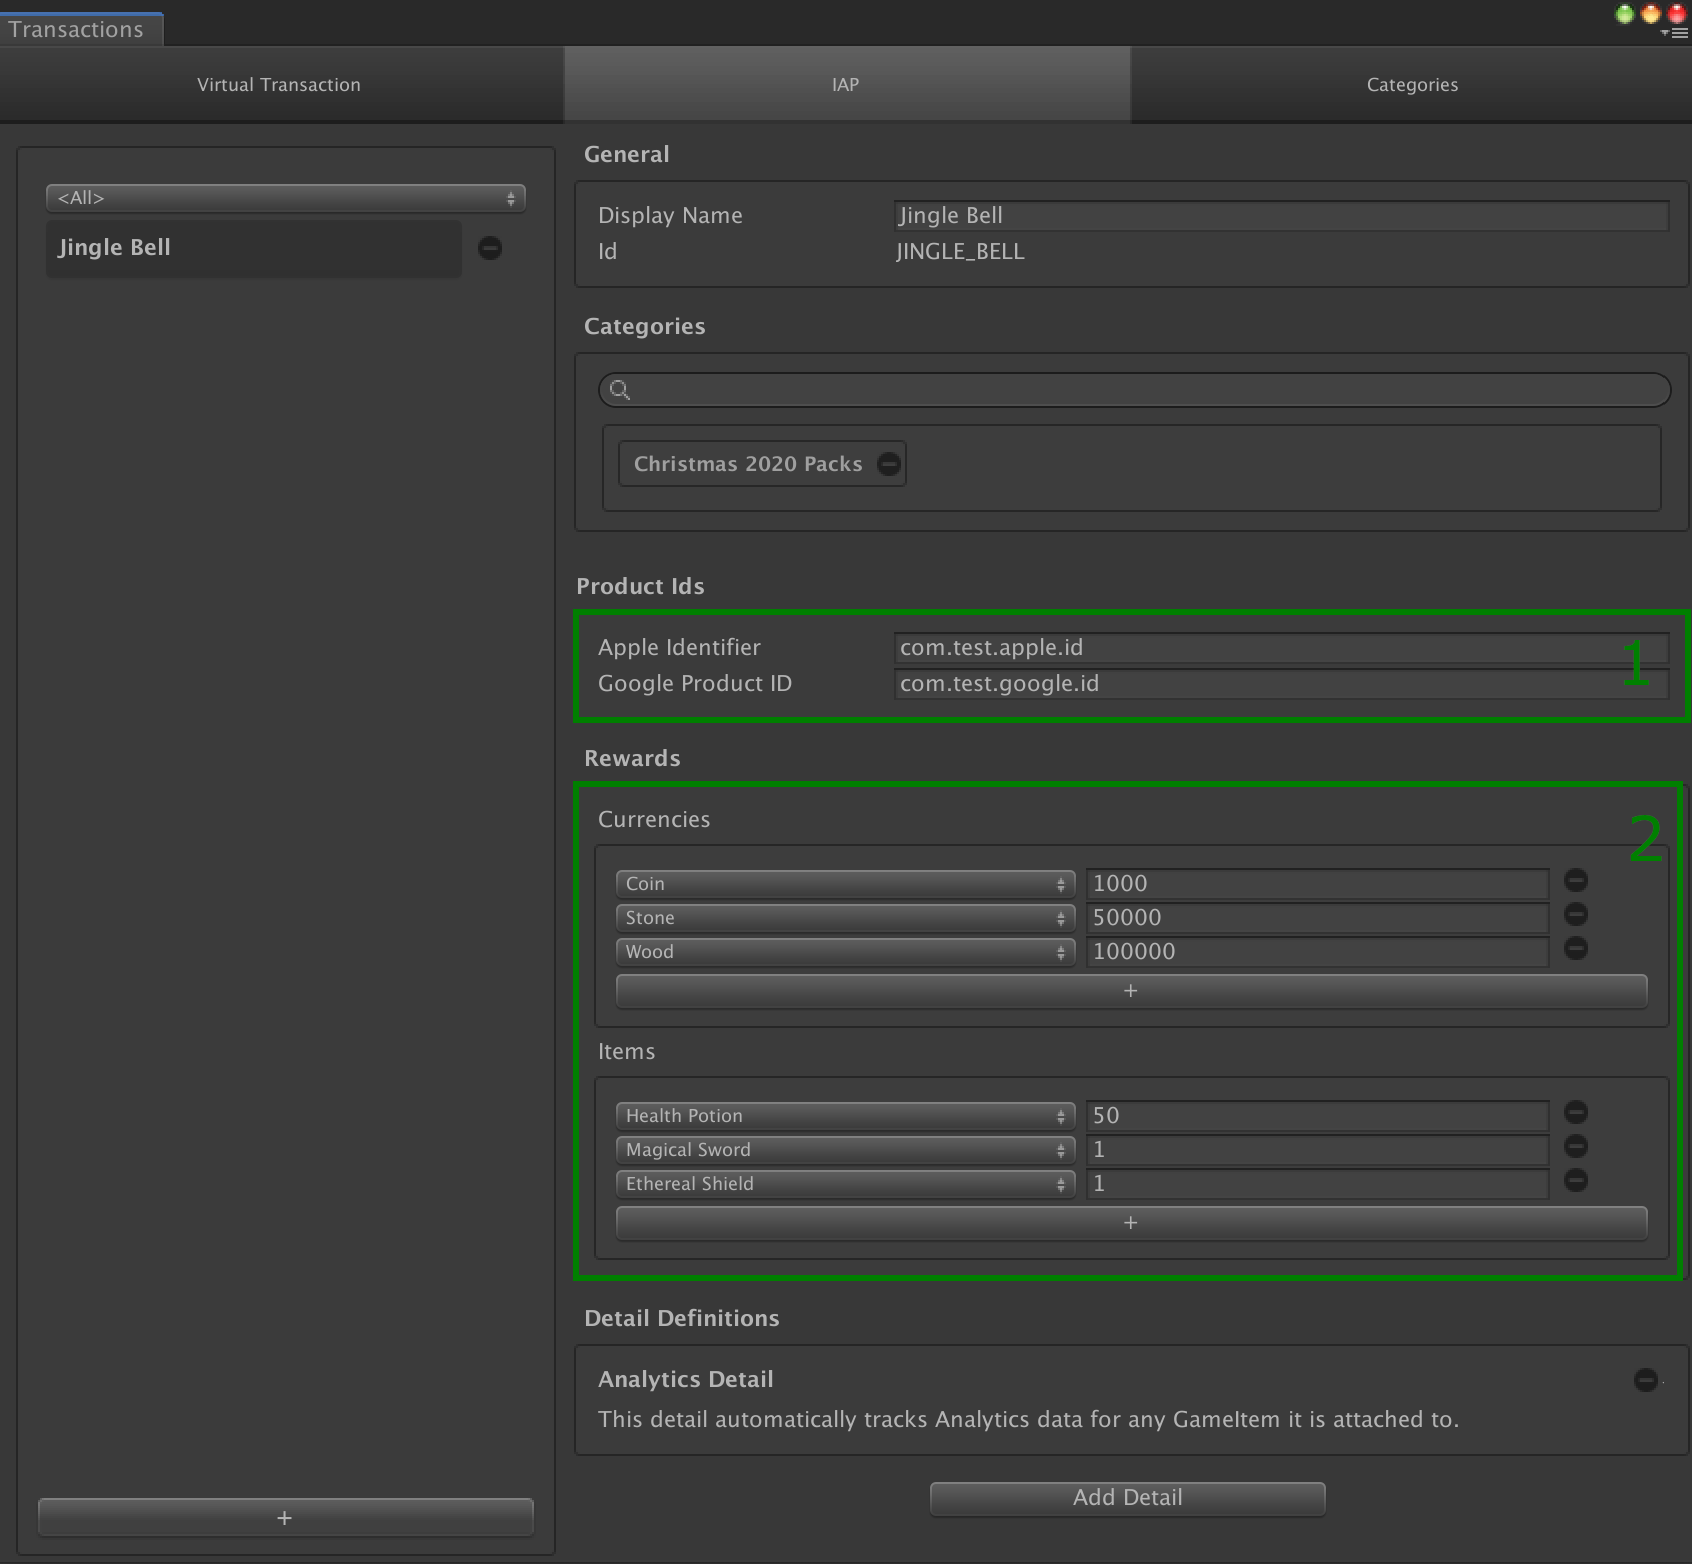 Transactions
Virtual Transaction
IAP
Categories
<All>
Jingle Bell
+
General
Display Name Jingle Bell
Id JINGLE_BELL
Categories
Christmas 2020 Packs
Product Ids
Apple Identifier com.test.apple.id
Google Product ID com.test.google.id
1
Rewards
2
Currencies
Coin 1000
Stone 50000
Wood 100000
+
Items
Health Potion 50
Magical Sword 1
Ethereal Shield 1
+
Detail Definitions
Analytics Detail
This detail automatically tracks Analytics data for any GameItem it is attached to.
Add Detail